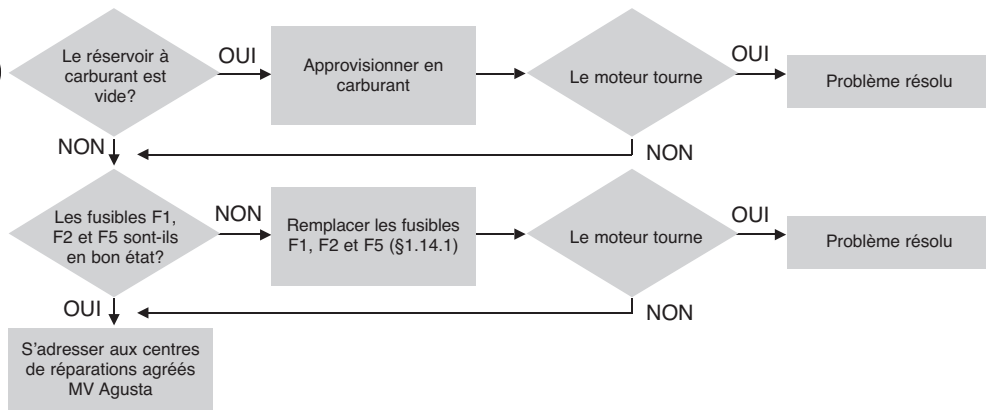 Le réservoir à
carburant est
vide?
OUI
Approvisionner en
carburant
Le moteur tourne
OUI
Problème résolu
NON
NON
Les fusibles F1,
F2 et F5 sont-ils
en bon état?
NON
Remplacer les fusibles
F1, F2 et F5 (§1.14.1)
Le moteur tourne
OUI
Problème résolu
OUI
NON
S'adresser aux centres
de réparations agréés
MV Agusta